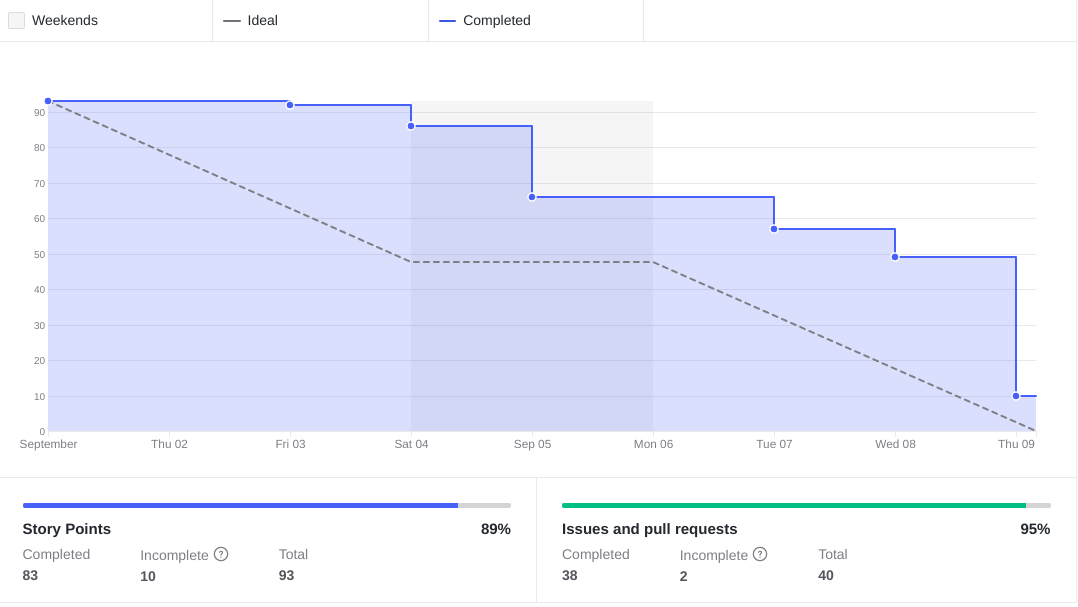 Weekends Ideal Completed
90
80
70
60
50
40
30
20
10
0
September Thu 02 Fri 03 Sat 04 Sep 05 Mon 06 Tue 07 Wed 08 Thu 09
Story Points 89%
Completed Incomplete ? Total
83 10 93
Issues and pull requests 95%
Completed Incomplete ? Total
38 2 40